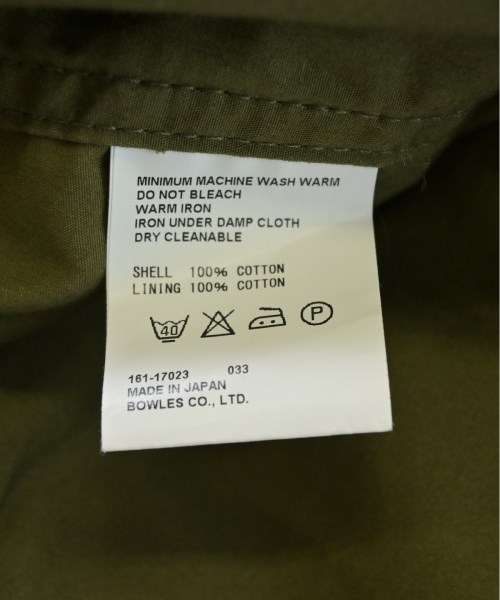 MINIMUM MACHINE WASH WARM
DO NOT BLEACH
WARM IRON
IRON UNDER DAMP CLOTH
DRY CLEANABLE
SHELL 100% COTTON
LINING 100% COTTON
40 P
161-17023 033
MADE IN JAPAN
BOWLES CO., LTD.